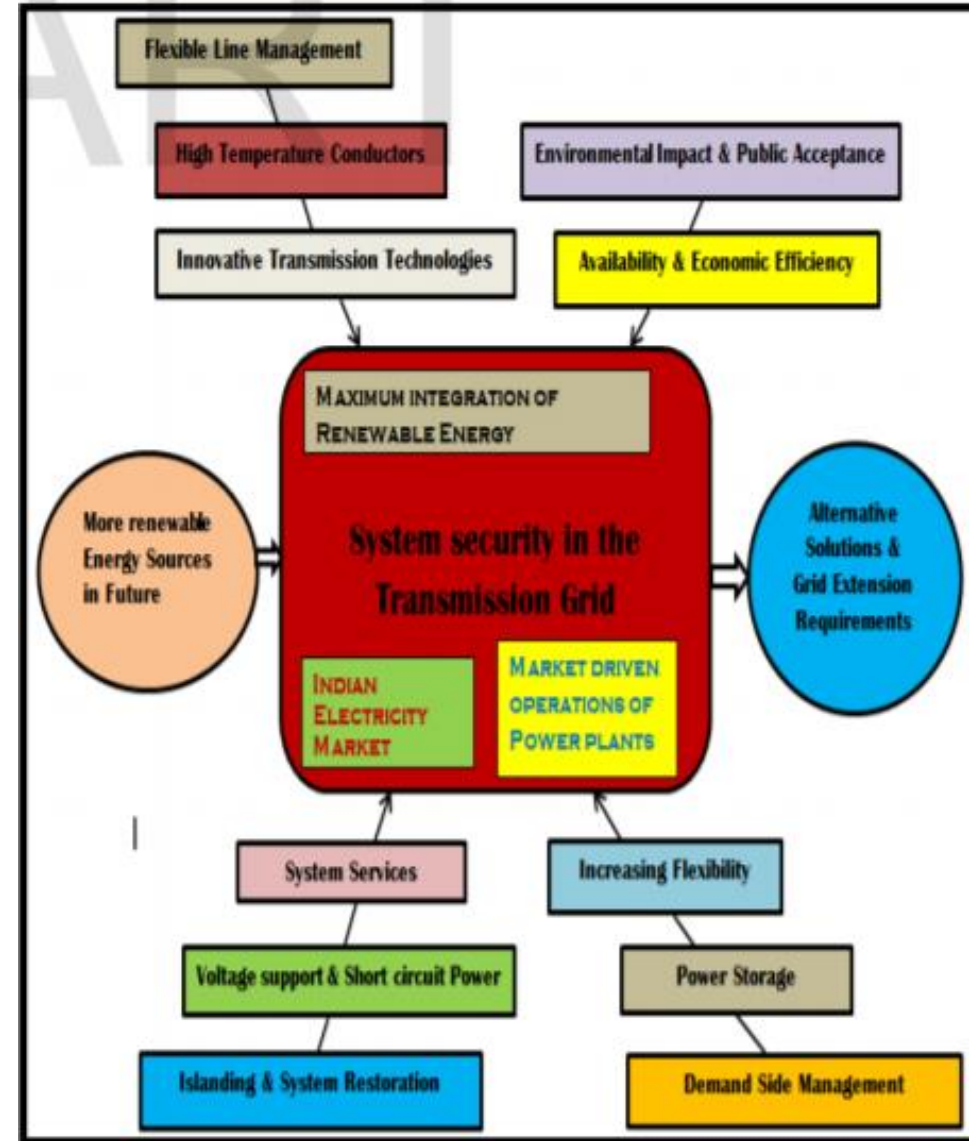 ART
Flexible Line Management
High Temperature Conductors
Environmental Impact & Public Acceptance
Innovative Transmission Technologies
Availability & Economic Efficiency
MAXIMUM INTEGRATION OF
RENEWABLE ENERGY
More renewable
Energy Sources
in Future
System security in the
Transmission Grid
Alternative
Solutions &
Grid Extension
Requirements
INDIAN
ELECTRICITY
MARKET
MARKET DRIVEN
OPERATIONS OF
POWER PLANTS
System Services
Increasing Flexibility
Voltage support & Short circuit Power
Power Storage
Islanding & System Restoration
Demand Side Management